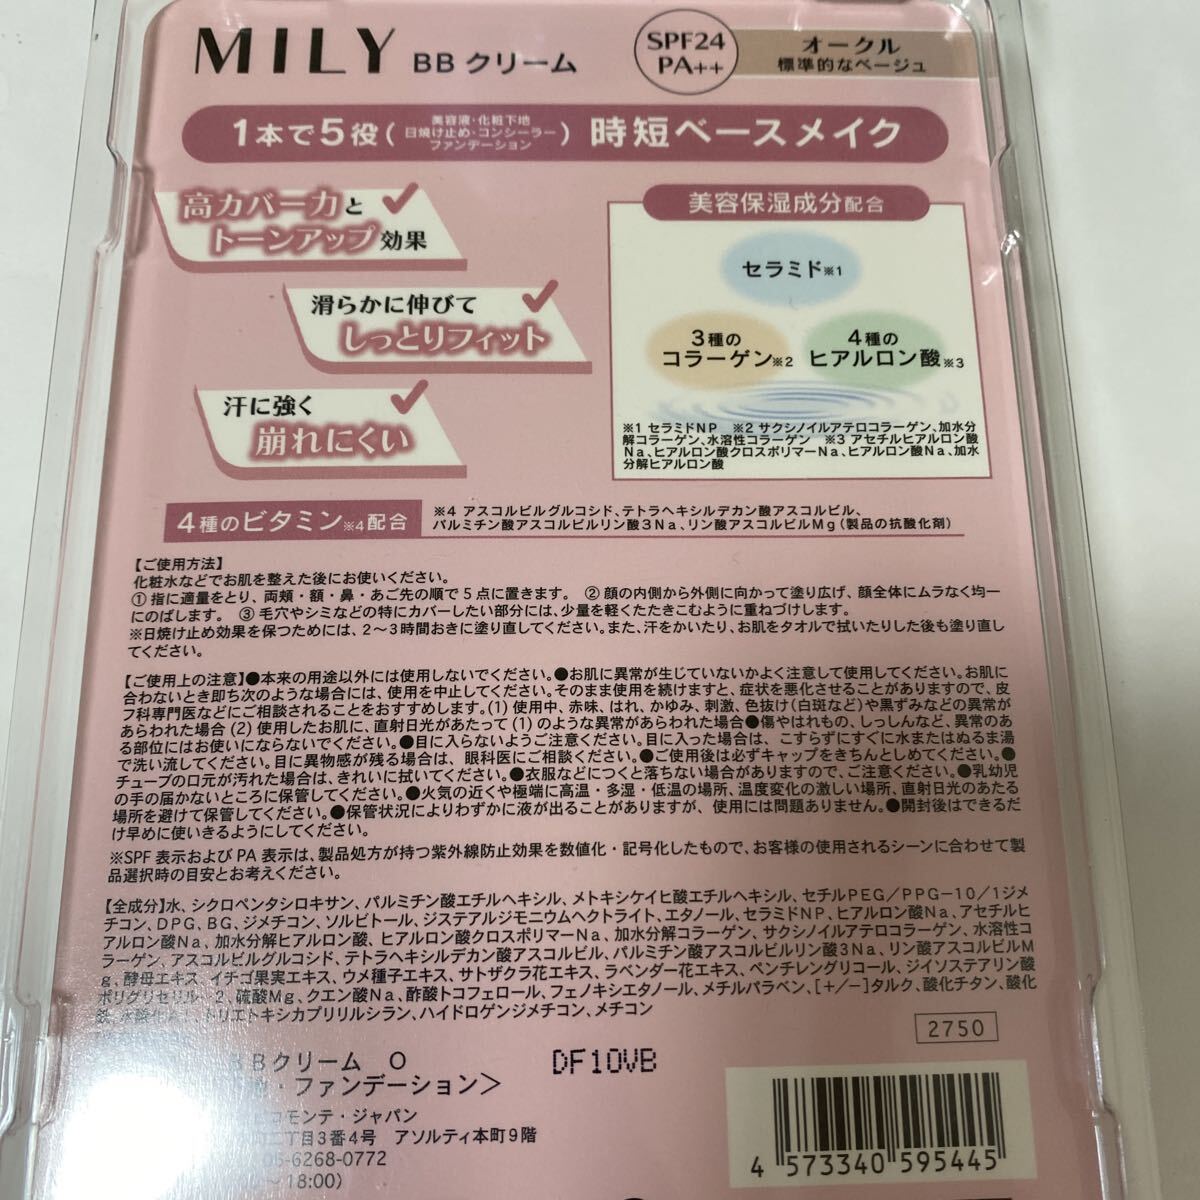 MILY BBクリーム
SPF24
PA++
オークル
標準的なベージュ
1本で5役(美容液・化粧下地
日焼け止め・コンシーラー
ファンデーション) 時短ベースメイク
高カバー力と
トーンアップ効果
滑らかに伸びて
しっとりフィット
汗に強く
崩れにくい
美容保湿成分配合
セラミド※1
3種の
コラーゲン※2
4種の
ヒアルロン酸※3
※1 セラミドNP ※2 サクシノイルアテロコラーゲン、加水分
解コラーゲン、水溶性コラーゲン ※3 アセチルヒアルロン酸
Na、ヒアルロン酸クロスポリマーNa、ヒアルロン酸Na、加水
分解ヒアルロン酸
4種のビタミン※4配合
※4 アスコルビルグルコシド、テトラヘキシルデカン酸アスコルビル、
パルミチン酸アスコルビルリン酸3Na、リン酸アスコルビルMg(製品の抗酸化剤)
【ご使用方法】
化粧水などでお肌を整えた後にお使いください。
①指に適量をとり、両頬・額・鼻・あご先の順で5点に置きます。 ②顔の内側から外側に向かって塗り広げ、顔全体にムラなく均一
にのばします。 ③毛穴やシミなどの特にカバーしたい部分には、少量を軽くたたきこむように重ねづけします。
※日焼け止め効果を保つためには、2〜3時間おきに塗り直してください。また、汗をかいたり、お肌をタオルで拭いたりした後も塗り直し
てください。
【ご使用上の注意】●本来の用途以外には使用しないでください。●お肌に異常が生じていないかよく注意して使用してください。お肌に
合わないとき即ち次のような場合には、使用を中止してください。そのまま使用を続けますと、症状を悪化させることがありますので、皮
フ科専門医などにご相談されることをおすすめします。(1)使用中、赤味、はれ、かゆみ、刺激、色抜け(白斑など)や黒ずみなどの異常が
あらわれた場合(2)使用したお肌に、直射日光があたって(1)のような異常があらわれた場合●傷やはれもの、しっしんなど、異常のあ
る部位にはお使いにならないでください。●目に入らないようご注意ください。目に入った場合は、こすらずにすぐに水またはぬるま湯
で洗い流してください。目に異物感が残る場合は、眼科医にご相談ください。●ご使用後は必ずキャップをきちんとしめてください。●
チューブの口元が汚れた場合は、きれいに拭いてください。●衣服などにつくと落ちない場合がありますので、ご注意ください。●乳幼児
の手の届かないところに保管してください。●火気の近くや極端に高温・多湿・低温の場所、温度変化の激しい場所、直射日光のあたる
場所を避けて保管してください。●保管状況によりわずかに液が出ることがありますが、使用には問題ありません。●開封後はできるだ
け早めに使いきるようにしてください。
※SPF表示およびPA表示は、製品処方が持つ紫外線防止効果を数値化・記号化したもので、お客様の使用されるシーンに合わせて製
品選択時の目安とお考えください。
【全成分】水、シクロペンタシロキサン、パルミチン酸エチルヘキシル、メトキシケイヒ酸エチルヘキシル、セチルPEG/PPG-10/1ジメ
チコン、DPG、BG、ジメチコン、ソルビトール、ジステアルジモニウムヘクトライト、エタノール、セラミドNP、ヒアルロン酸Na、アセチルヒ
アルロン酸Na、加水分解ヒアルロン酸、ヒアルロン酸クロスポリマーNa、加水分解コラーゲン、サクシノイルアテロコラーゲン、水溶性コ
ラーゲン、アスコルビルグルコシド、テトラヘキシルデカン酸アスコルビル、パルミチン酸アスコルビルリン酸3Na、リン酸アスコルビルM
g、酵母エキス、イチゴ果実エキス、ウメ種子エキス、サトザクラ花エキス、ラベンダー花エキス、ペンチレングリコール、ジイソステアリン酸
ポリグリセリル-2、硫酸Mg、クエン酸Na、酢酸トコフェロール、フェノキシエタノール、メチルパラベン、[+/−]タルク、酸化チタン、酸化
鉄、水酸化Al、トリエトキシカプリリルシラン、ハイドロゲンジメチコン、メチコン
2750
BBクリーム O
・ファンデーション>
DF10VB
コモンテ・ジャパン
二丁目3番4号 アソルティ本町9階
6-6268-0772
〜18:00)
4 573340 595445